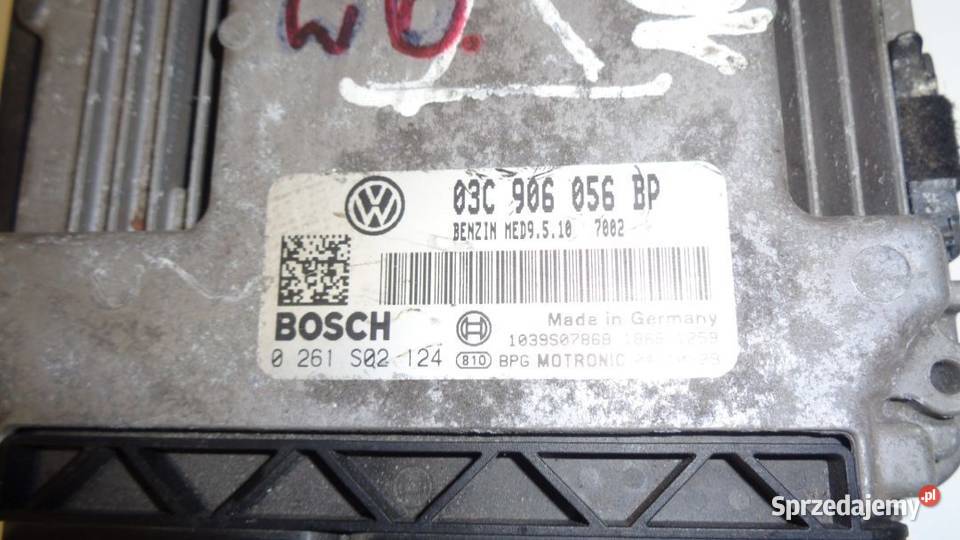 WD.
03C 906 056 BP
BENZIN MED9.5.10 7002
BOSCH
Made in Germany
1039S07868
0 261 S02 124
810 BPG MOTRONIC
Sprzedajemy.pl